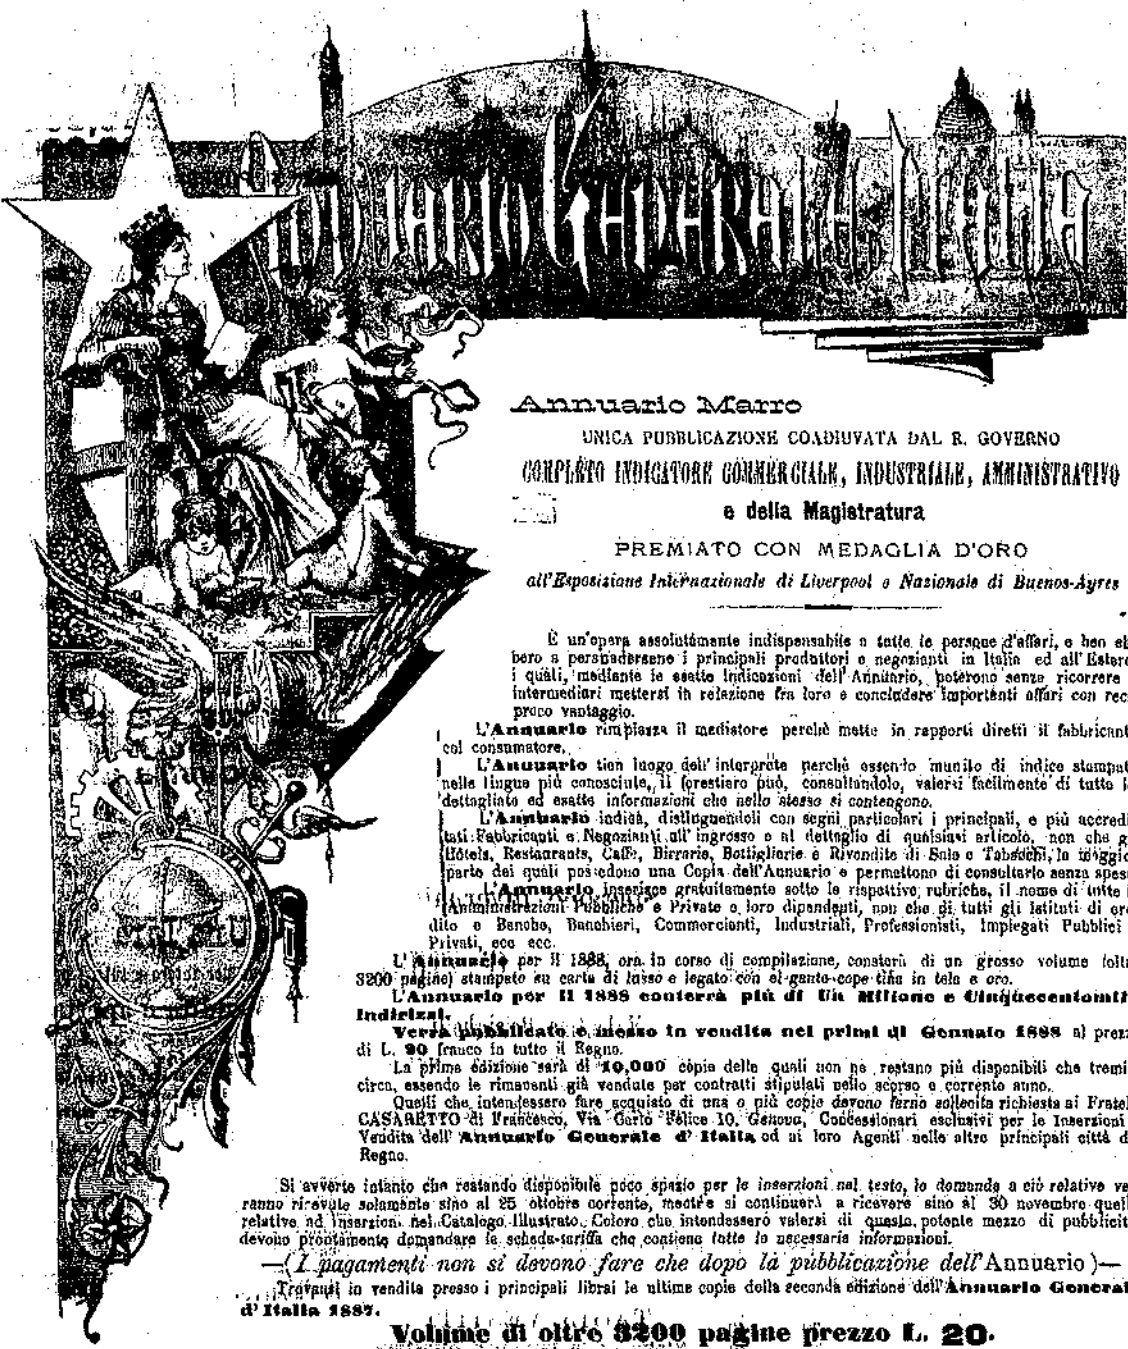 Annuario Generale d'Italia
Annuario Marro
UNICA PUBBLICAZIONE COADIUVATA DAL R. GOVERNO
COMPLETO INDICATORE COMMERCIALE, INDUSTRIALE, AMMINISTRATIVO
e della Magistratura
PREMIATO CON MEDAGLIA D'ORO
all'Esposizione Internazionale di Liverpool e Nazionale di Buenos-Ayres
È un'opera assolutamente indispensabile a tutte le persone d'affari, e ben eb
bero a persuadersene i principali produttori e negozianti in Italia ed all'Estero
i quali, mediante le esatte indicazioni dell'Annuario, poterono senza ricorrere
intermediari mettersi in relazione fra loro e concludere importanti affari con reci
proco vantaggio.
L'Annuario rimpiazza il mediatore perchè mette in rapporti diretti il fabbricant
col consumatore.
L'Annuario tien luogo dell'interprete perchè essendo munito di indice stampat
nelle lingue più conosciute, il forestiero può, consultandolo, valersi facilmente di tutte l
dettagliate ed esatte informazioni che nello stesso si contengono.
L'Annuario indica, distinguendoli con segni particolari i principali, e più accredi
tati Fabbricanti e Negozianti all'ingrosso e al dettaglio di qualsiasi articolo, non che g
Hôtels, Restaurants, Caffè, Birrarie, Bottiglierie e Rivendite di Sale e Tabacchi, la maggio
parte dei quali possedono una Copia dell'Annuario e permettono di consultarlo senza spes
L'Annuario inserisce gratuitamente sotto le rispettive rubriche, il nome di tutte
Amministrazioni Pubbliche e Private e loro dipendenti, non che di tutti gli Istituti di cre
dito e Banche, Banchieri, Commercianti, Industriali, Professionisti, Impiegati Pubblici
Privati, ecc ecc.
L'Annuario per il 1888, ora in corso di compilazione, consterà di un grosso volume (oltr
3200 pagine) stampato su carta di lusso e legato con elegante copertina in tela e oro.
L'Annuario per il 1888 conterrà più di Un Milione e Cinquecentomil
Indirizzi.
Verrà pubblicato e messo in vendita nei primi di Gennaio 1888 al prezz
di L. 20 franco in tutto il Regno.
La prima edizione sarà di 10,000 copie delle quali non ne restano più disponibili che tremi
circa, essendo le rimanenti già vendute per contratti stipulati nello scorso e corrente anno.
Quelli che intendessero fare acquisto di una o più copie devono farne sollecita richiesta ai Fratel
CASARETTO di Francesco, Via Carlo Felice 10, Genova, Concessionari esclusivi per le Inserzioni
Vendita dell'Annuario Generale d'Italia od ai loro Agenti nelle altre principali città d
Regno.
Si avverte intanto che restando disponibile poco spazio per le inserzioni nel testo, le domande a ciò relative ve
ranno ricevute solamente sino al 25 ottobre corrente, mentre si continuerà a ricevere sino al 30 novembre quell
relative ad inserzioni nel Catalogo Illustrato. Coloro che intendessero valersi di questo potente mezzo di pubblicit
devono prontamente domandare la scheda-tariffa che contiene tutte le necessarie informazioni.
—(I pagamenti non si devono fare che dopo la pubblicazione dell'Annuario)—
Trovansi in vendita presso i principali librai le ultime copie della seconda edizione dell'Annuario General
d'Italia 1887.
Volume di oltre 3200 pagine prezzo L. 20.